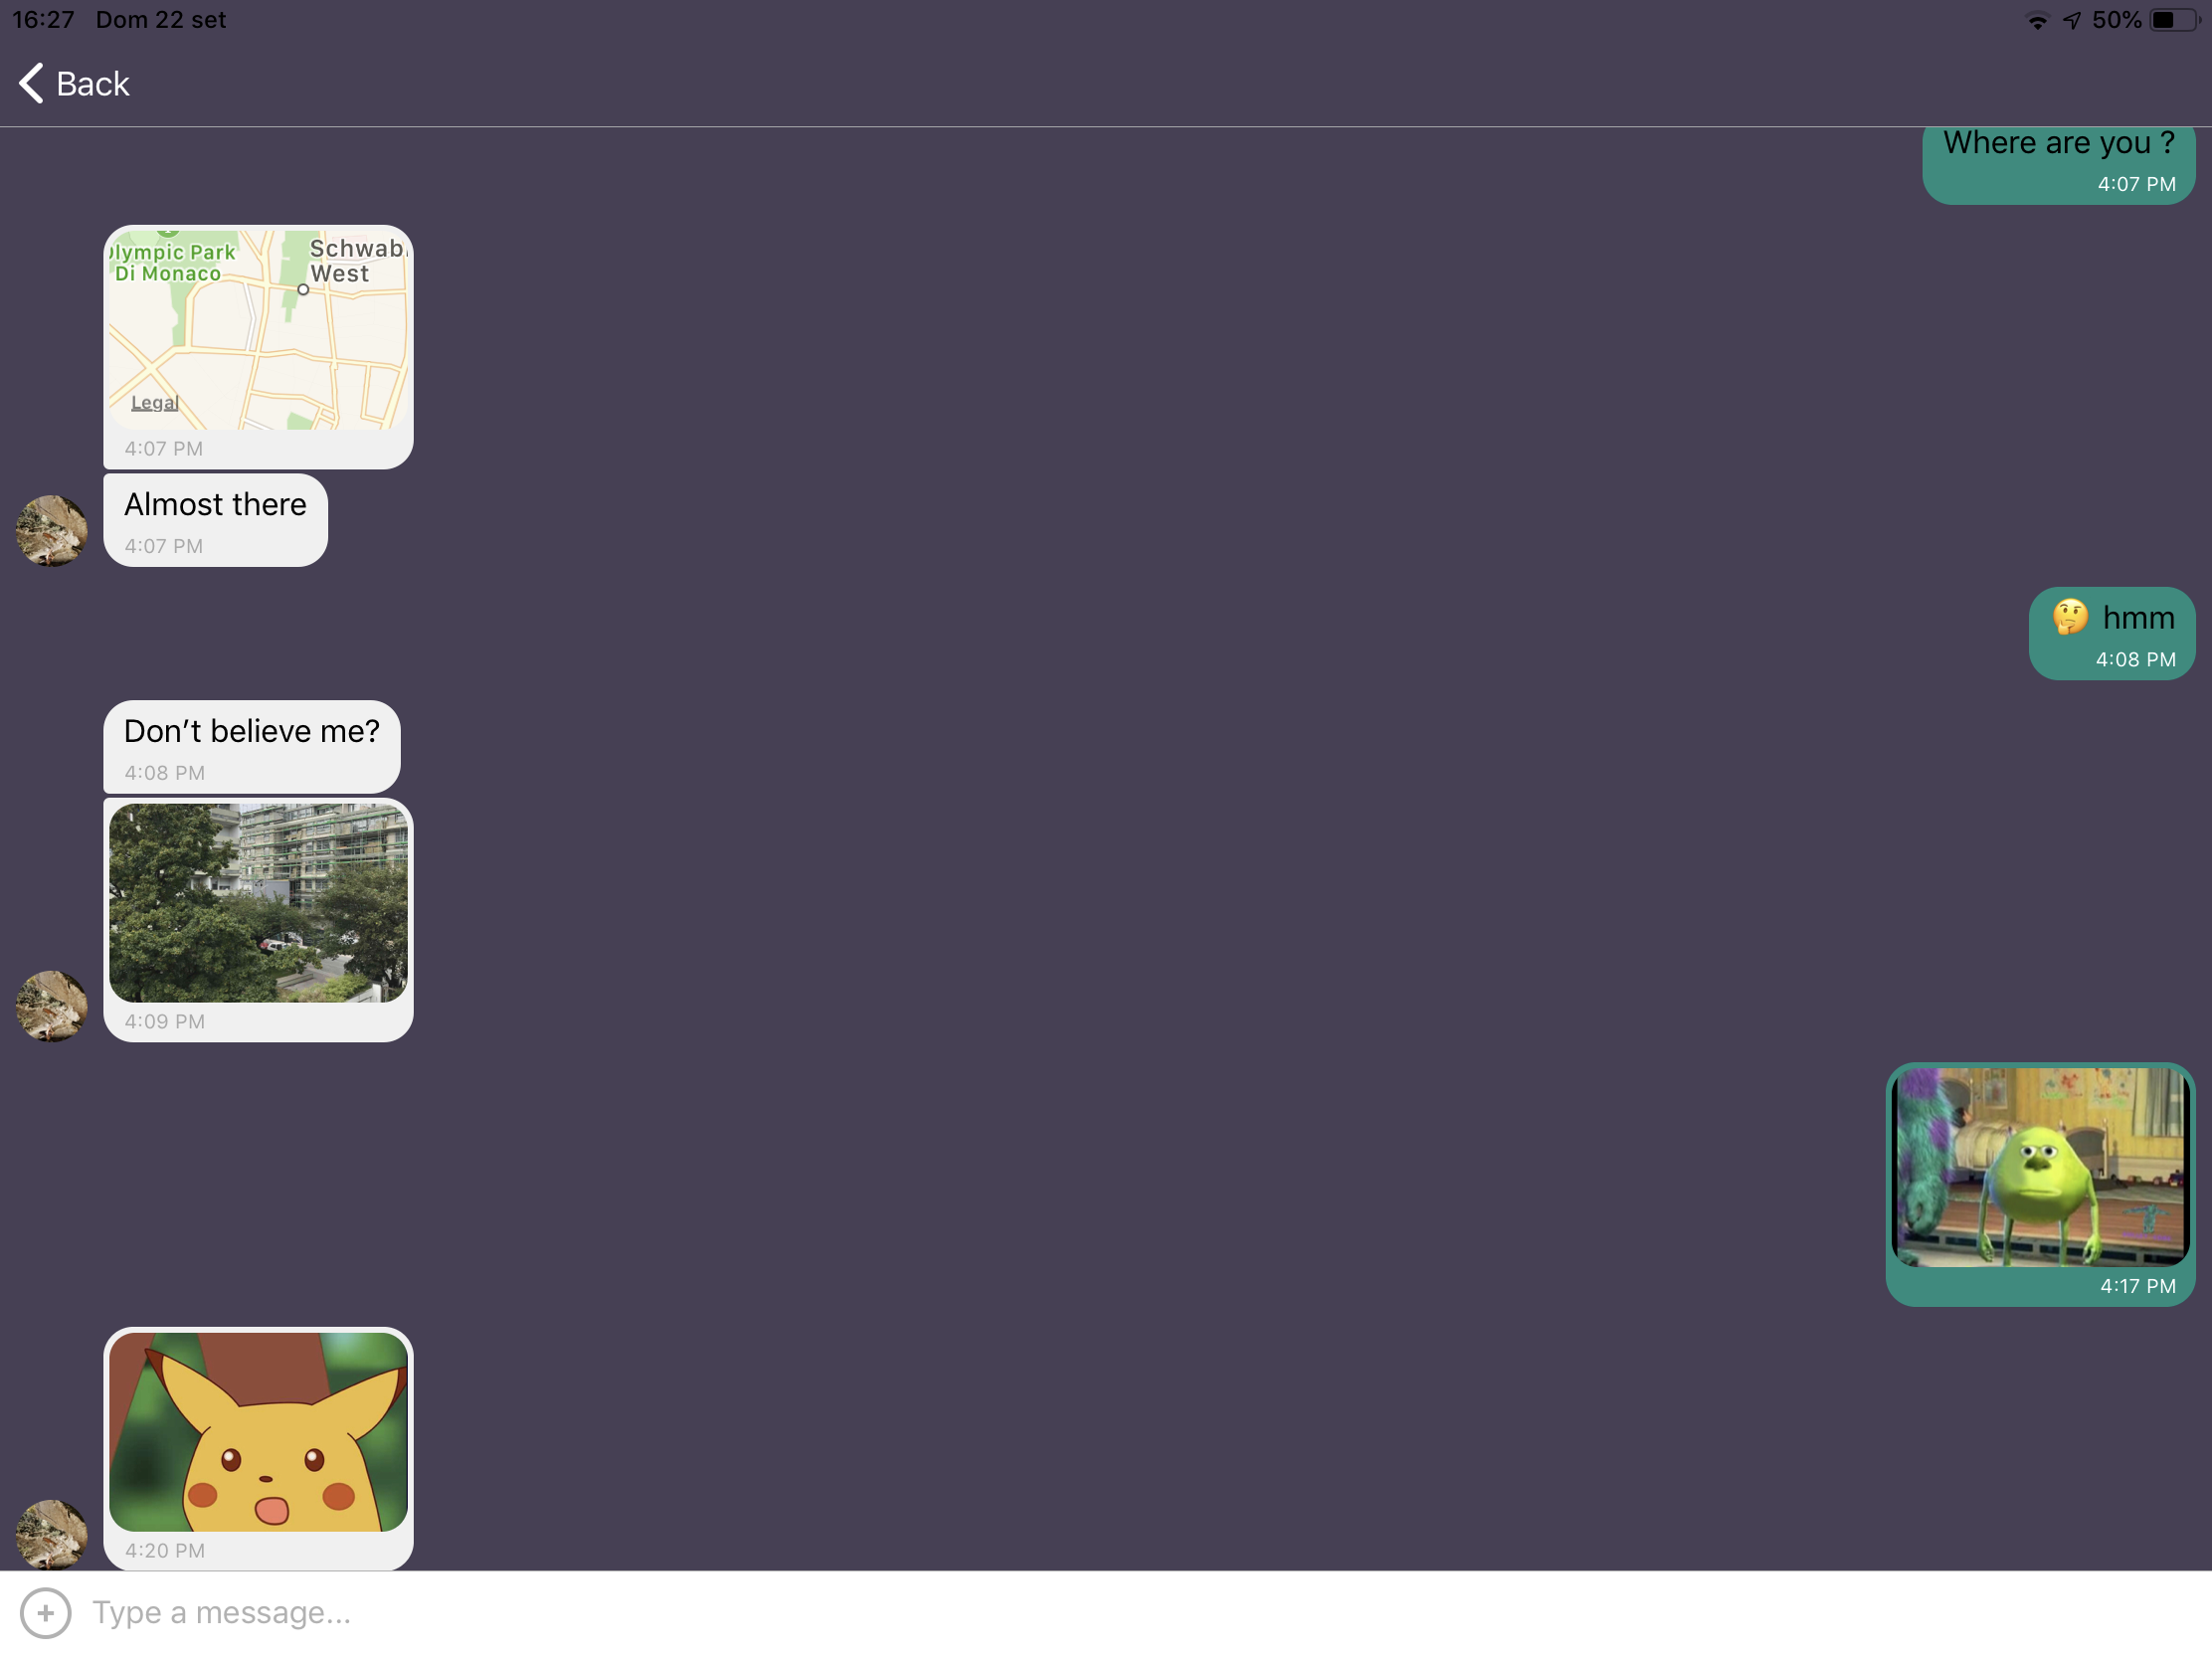 16:27 Dom 22 set
50%
Back
Where are you ?
4:07 PM
Olympic Park
Di Monaco
Schwab
West
Legal
4:07 PM
Almost there
4:07 PM
🤔 hmm
4:08 PM
Don’t believe me?
4:08 PM
4:09 PM
4:17 PM
4:20 PM
Type a message...